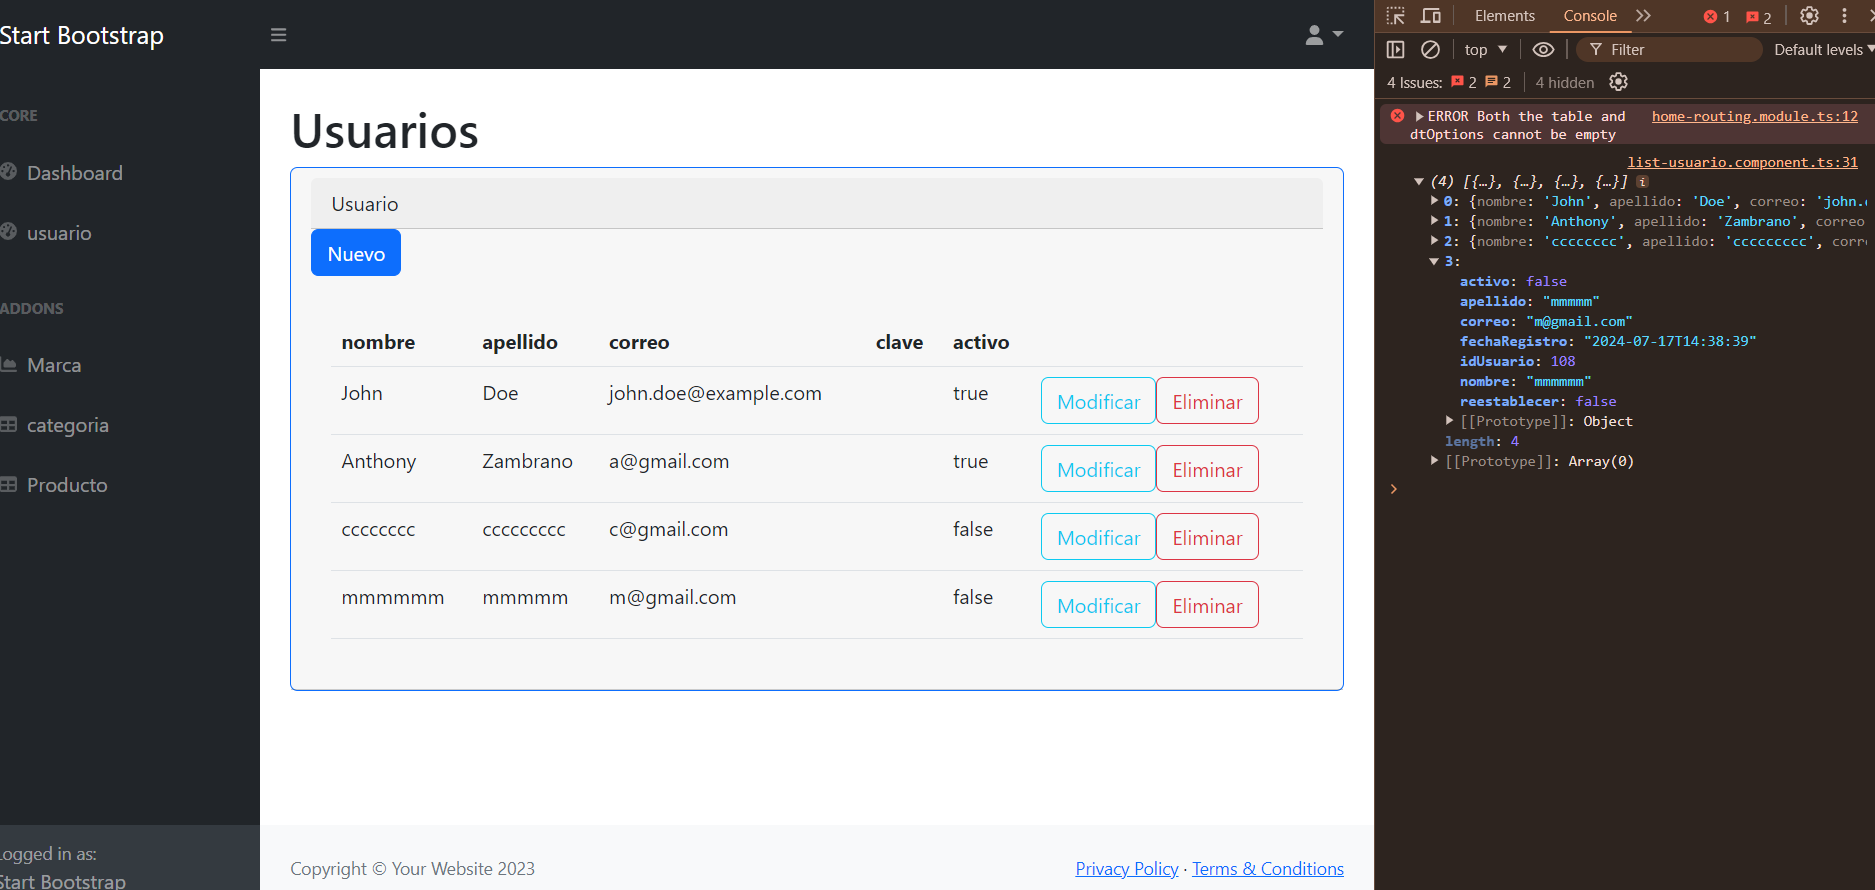 Start Bootstrap
CORE
Dashboard
usuario
ADDONS
Marca
categoria
Producto
Logged in as:
Start Bootstrap
Usuarios
Usuario
Nuevo
nombre apellido correo clave activo
John Doe john.doe@example.com true Modificar Eliminar
Anthony Zambrano a@gmail.com true Modificar Eliminar
cccccccc ccccccccc c@gmail.com false Modificar Eliminar
mmmmmm mmmmm m@gmail.com false Modificar Eliminar
Copyright © Your Website 2023
Privacy Policy · Terms & Conditions
Elements Console 1 2
top Filter Default levels
4 Issues: 2 2 4 hidden
ERROR Both the table and home-routing.module.ts:12
dtOptions cannot be empty
list-usuario.component.ts:31
(4) [{…}, {…}, {…}, {…}] i
0: {nombre: 'John', apellido: 'Doe', correo: 'john.
1: {nombre: 'Anthony', apellido: 'Zambrano', correo
2: {nombre: 'cccccccc', apellido: 'ccccccccc', corr
3:
activo: false
apellido: "mmmmm"
correo: "m@gmail.com"
fechaRegistro: "2024-07-17T14:38:39"
idUsuario: 108
nombre: "mmmmmm"
reestablecer: false
[[Prototype]]: Object
length: 4
[[Prototype]]: Array(0)